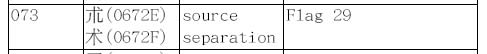 073 朮(0672E) source Flag 29
术(0672F) separation